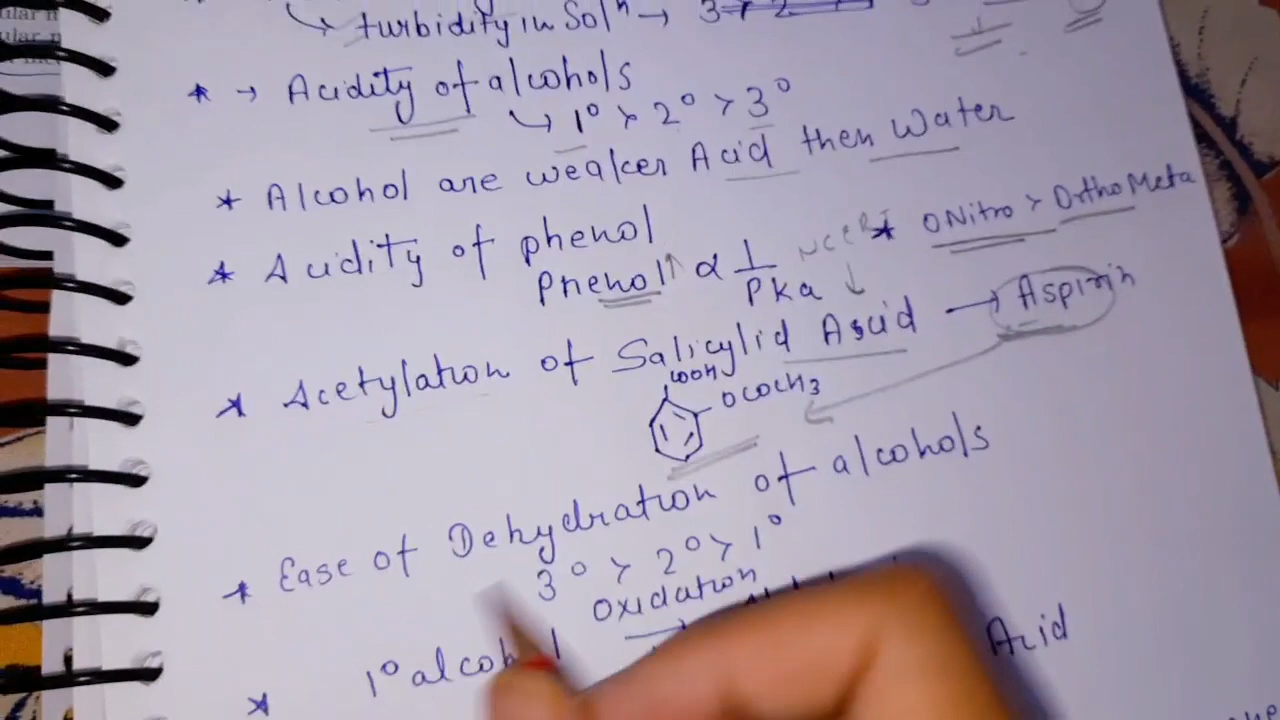 turbidity in Solⁿ → 3°
* → Acidity of alcohols
↳ 1° > 2° > 3°
* Alcohol are weaker Acid then Water
* Acidity of phenol
Phenol↑ ∝ 1/Pka
NCERT * ONitro > Ortho Meta
* Acetylation of Salicylid Acid → Aspirin
COOH
OCOCH3
* Ease of Dehydration of alcohols
3° > 2° > 1°
* 1° alcohol Oxidation → Acid